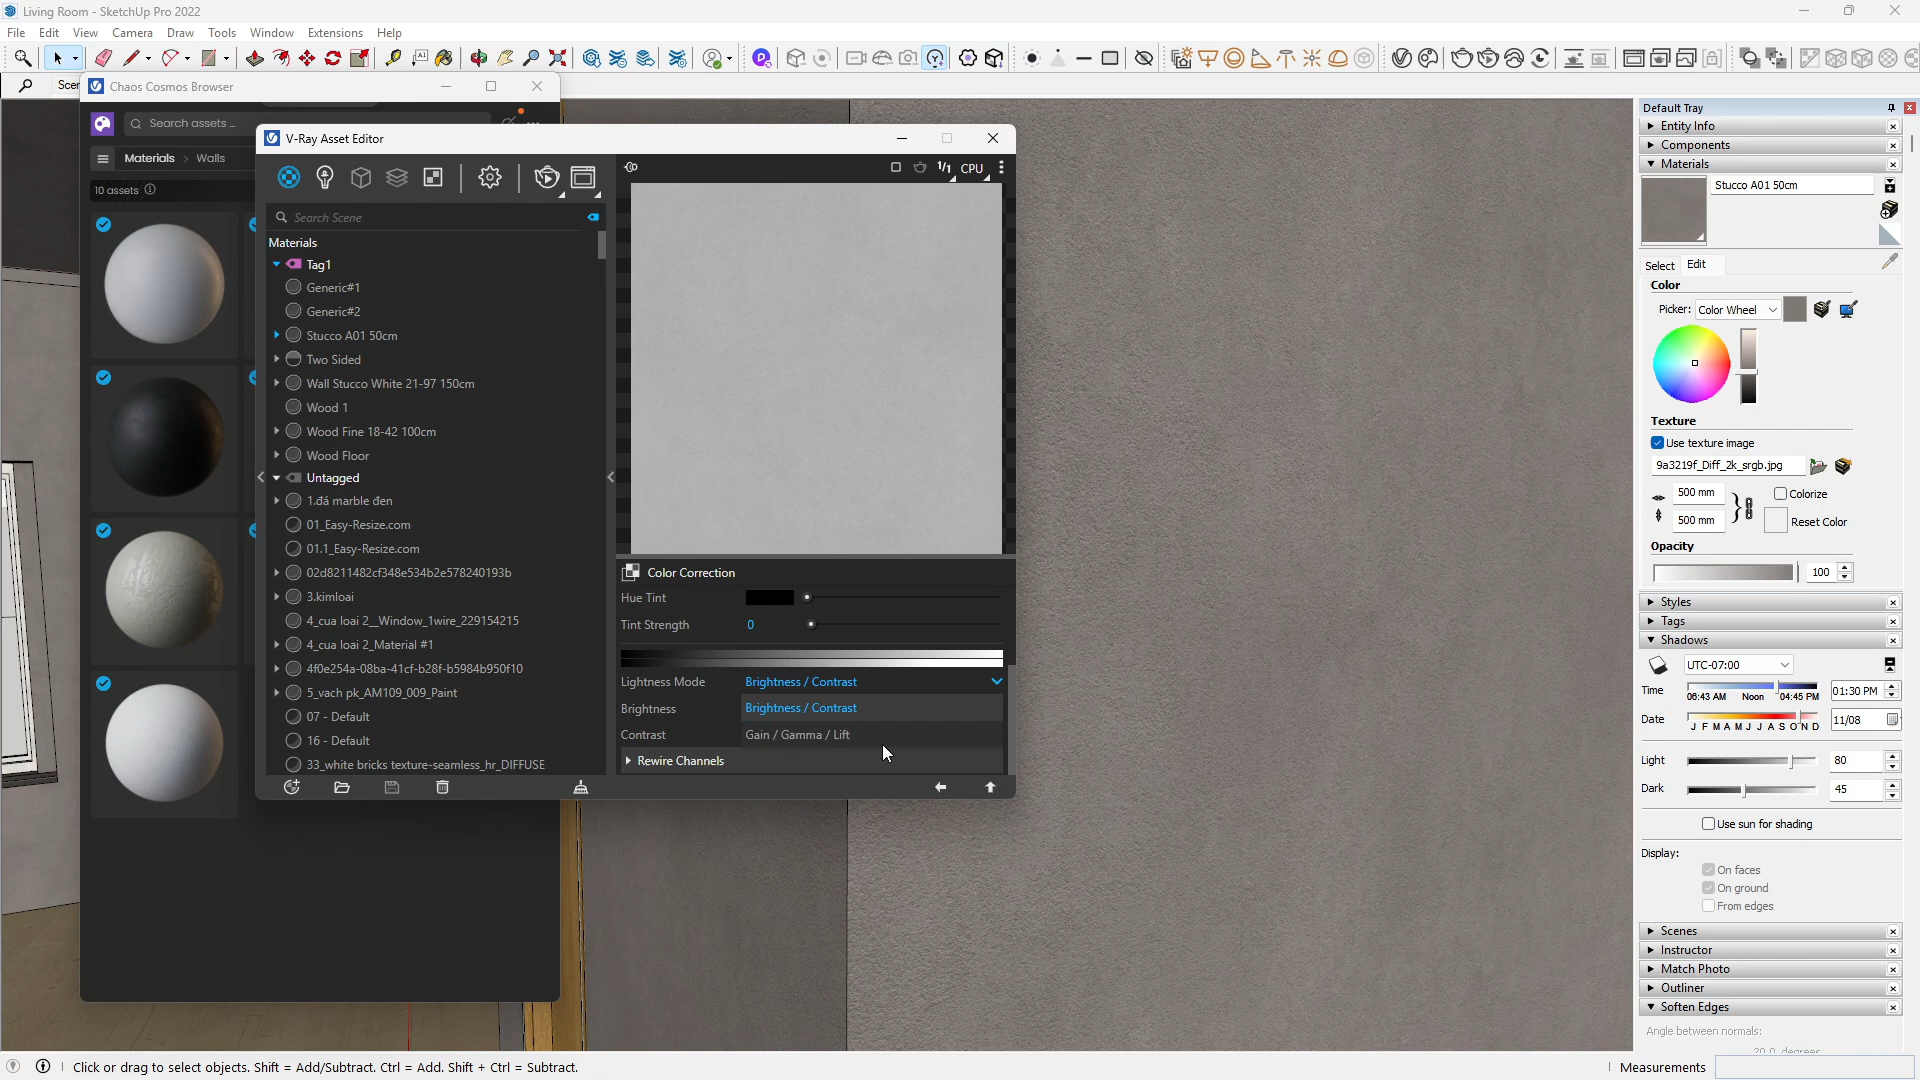 Living Room - SketchUp Pro 2022
File Edit View Camera Draw Tools Window Extensions Help
Chaos Cosmos Browser
Search assets ...
Materials > Walls
10 assets
V-Ray Asset Editor
1/1 CPU
Search Scene
Materials
Tag1
Generic#1
Generic#2
Stucco A01 50cm
Two Sided
Wall Stucco White 21-97 150cm
Wood 1
Wood Fine 18-42 100cm
Wood Floor
Untagged
1.đá marble đen
01_Easy-Resize.com
01.1_Easy-Resize.com
02d8211482cf348e534b2e578240193b
3.kimloai
4_cua loai 2__Window_1wire_229154215
4_cua loai 2_Material #1
4f0e254a-08ba-41cf-b28f-b5984b950f10
5_vach pk_AM109_009_Paint
07 - Default
16 - Default
33_white bricks texture-seamless_hr_DIFFUSE
Color Correction
Hue Tint
Tint Strength 0
Lightness Mode Brightness / Contrast
Brightness Brightness / Contrast
Contrast Gain / Gamma / Lift
Rewire Channels
Default Tray
Entity Info
Components
Materials
Stucco A01 50cm
Select Edit
Color
Picker: Color Wheel
Texture
Use texture image
9a3219f_Diff_2k_srgb.jpg
500 mm Colorize
500 mm Reset Color
Opacity
100
Styles
Tags
Shadows
UTC-07:00
Time 06:43 AM Noon 04:45 PM 01:30 PM
Date J F M A M J J A S O N D 11/08
Light 80
Dark 45
Use sun for shading
Display:
On faces
On ground
From edges
Scenes
Instructor
Match Photo
Outliner
Soften Edges
Angle between normals:
20.0 degrees
Click or drag to select objects. Shift = Add/Subtract. Ctrl = Add. Shift + Ctrl = Subtract.
Measurements